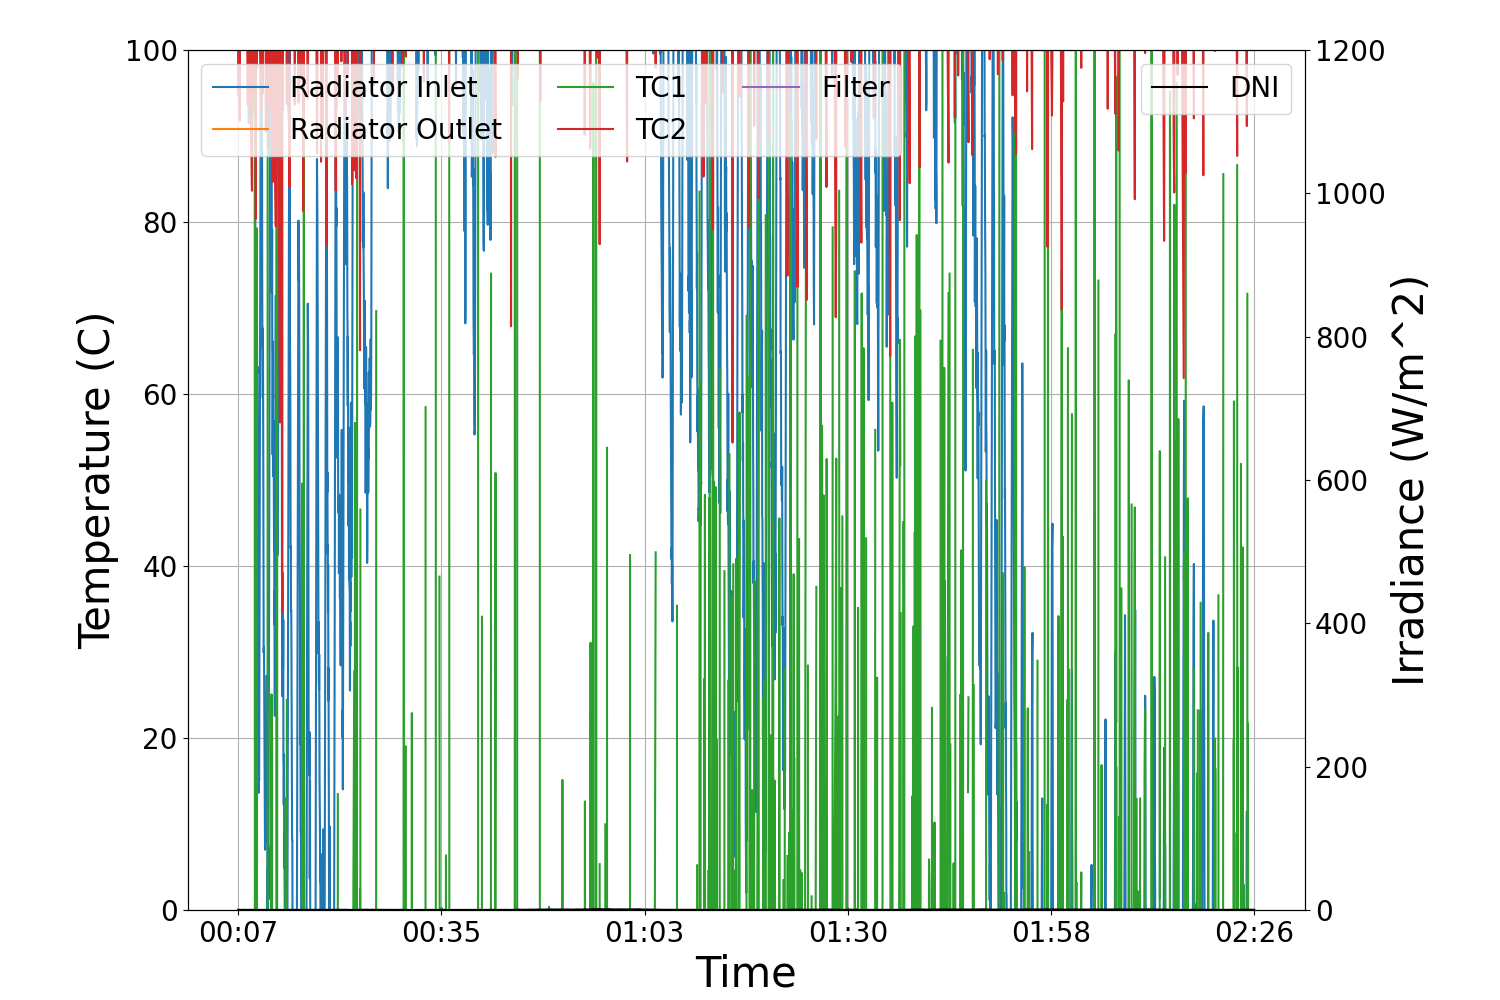 100
80
60
40
20
0
Temperature (C)
Radiator Inlet
Radiator Outlet
TC1
TC2
Filter
DNI
1200
1000
800
600
400
200
0
Irradiance (W/m^2)
00:07
00:35
01:03
01:30
01:58
02:26
Time